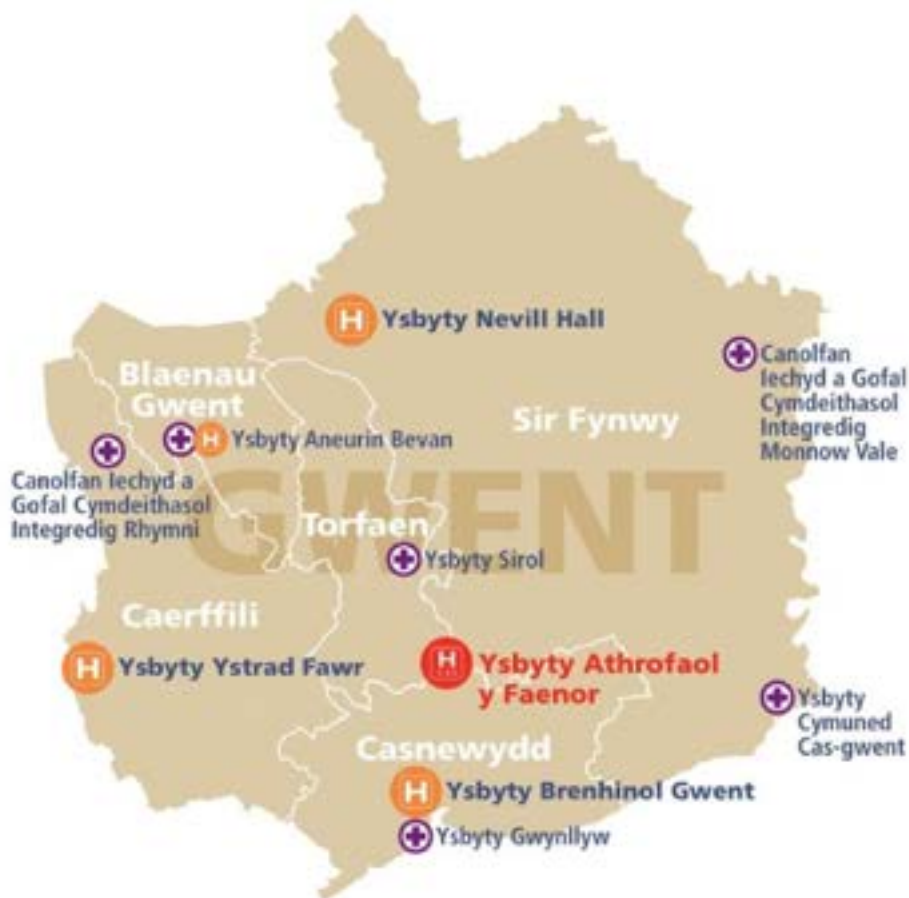 H Ysbyty Nevill Hall
Blaenau
Gwent
Canolfan
Iechyd a Gofal
Cymdeithasol
Integredig
Monnow Vale
Sir Fynwy
H Ysbyty Aneurin Bevan
Canolfan Iechyd a
Gofal Cymdeithasol
Integredig Rhymni
GWENT
Torfaen
Ysbyty Sirol
Caerffili
H Ysbyty Ystrad Fawr
H Ysbyty Athrofaol
y Faenor
Ysbyty
Cymuned
Cas-gwent
Casnewydd
H Ysbyty Brenhinol Gwent
Ysbyty Gwynllyw